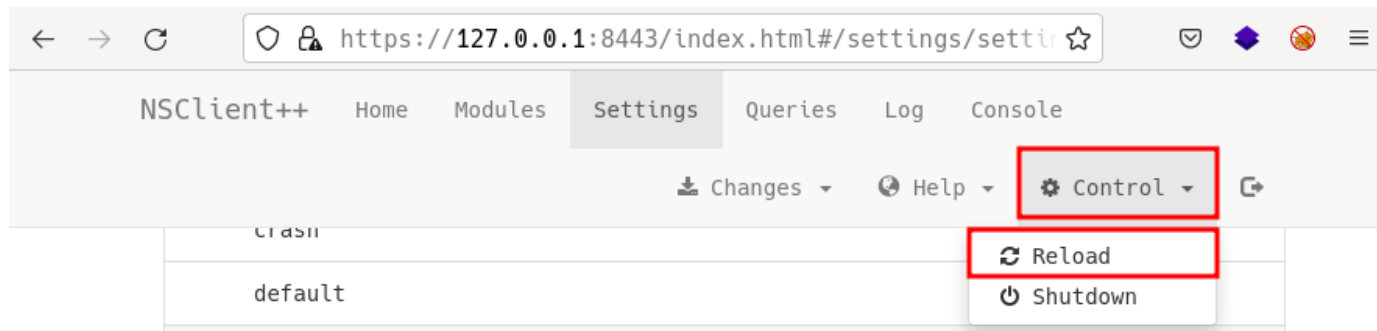 https://127.0.0.1:8443/index.html#/settings/settin
NSClient++ Home Modules Settings Queries Log Console
Changes Help Control
crash
Reload
default
Shutdown